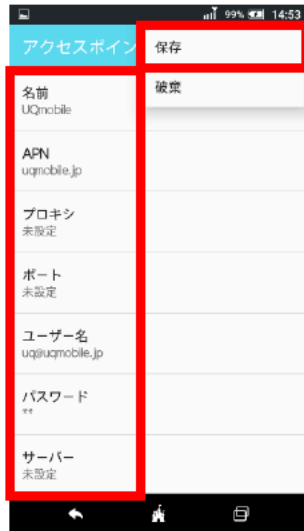 99% 14:53
アクセスポイン
保存
破棄
名前
UQmobile
APN
uqmobile.jp
プロキシ
未設定
ポート
未設定
ユーザー名
uq@uqmobile.jp
パスワード
**
サーバー
未設定